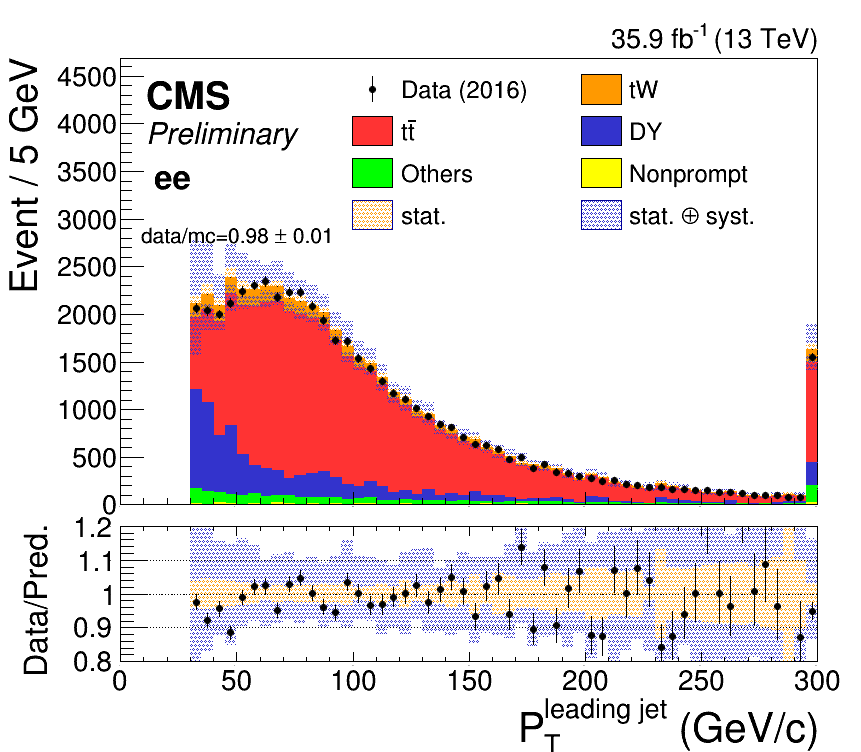 35.9 fb⁻¹ (13 TeV)
Event / 5 GeV
4500
4000
3500
3000
2500
2000
1500
1000
500
0
CMS
Preliminary
ee
data/mc=0.98 ± 0.01
Data (2016)
tW
tt̄
DY
Others
Nonprompt
stat.
stat. ⊕ syst.
Data/Pred.
1.2
1.1
1
0.9
0.8
0 50 100 150 200 250 300
P_T^leading jet (GeV/c)